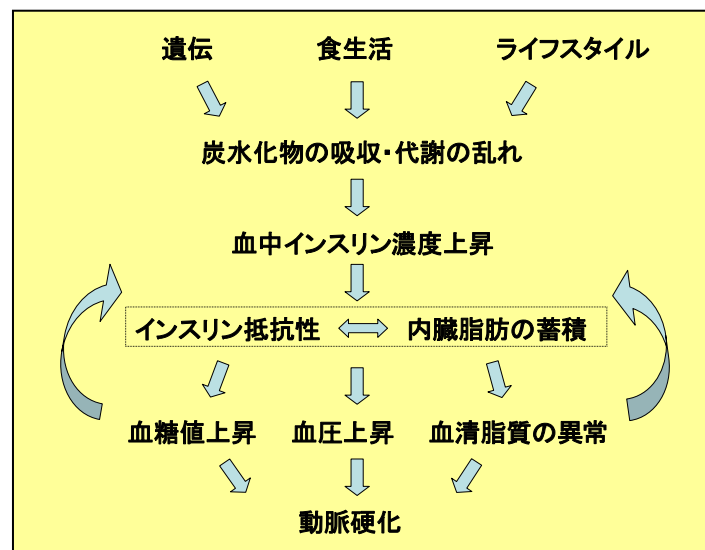 遺伝 食生活 ライフスタイル
炭水化物の吸収・代謝の乱れ
血中インスリン濃度上昇
インスリン抵抗性 内臓脂肪の蓄積
血糖値上昇 血圧上昇 血清脂質の異常
動脈硬化